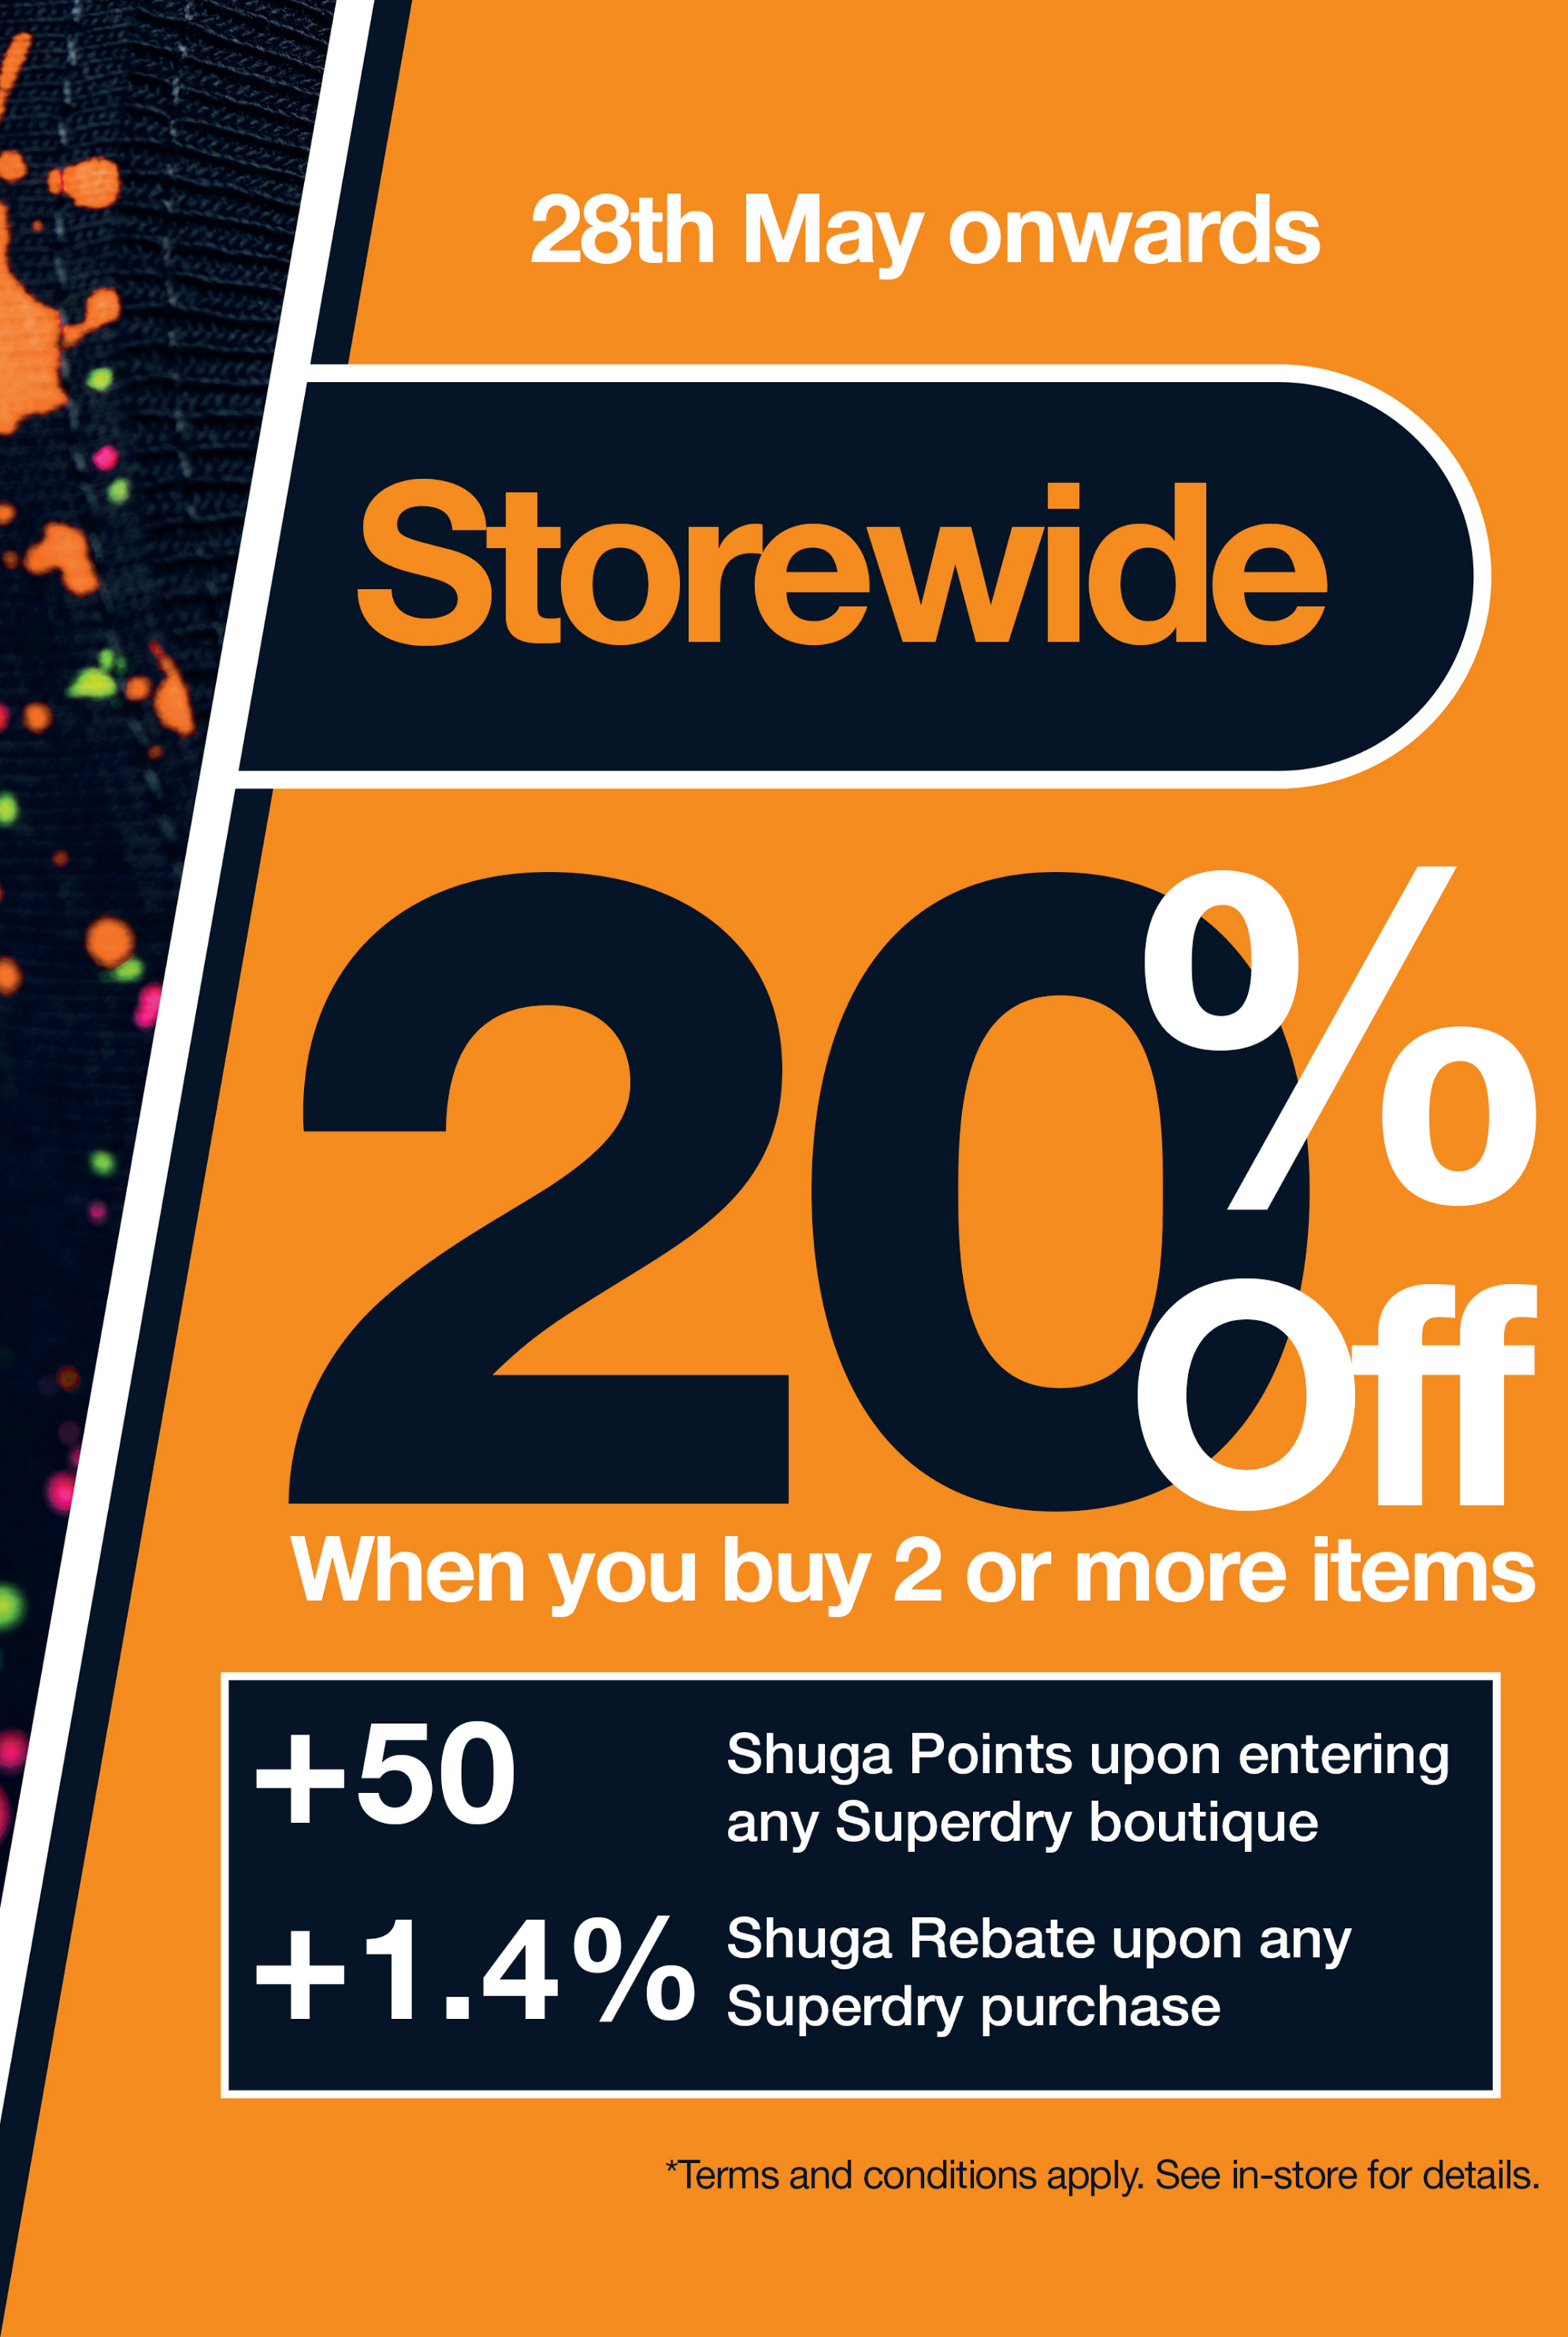 28th May onwards
Storewide
20%
Off
When you buy 2 or more items
+50
Shuga Points upon entering
any Superdry boutique
+1.4%
Shuga Rebate upon any
Superdry purchase
*Terms and conditions apply. See in-store for details.